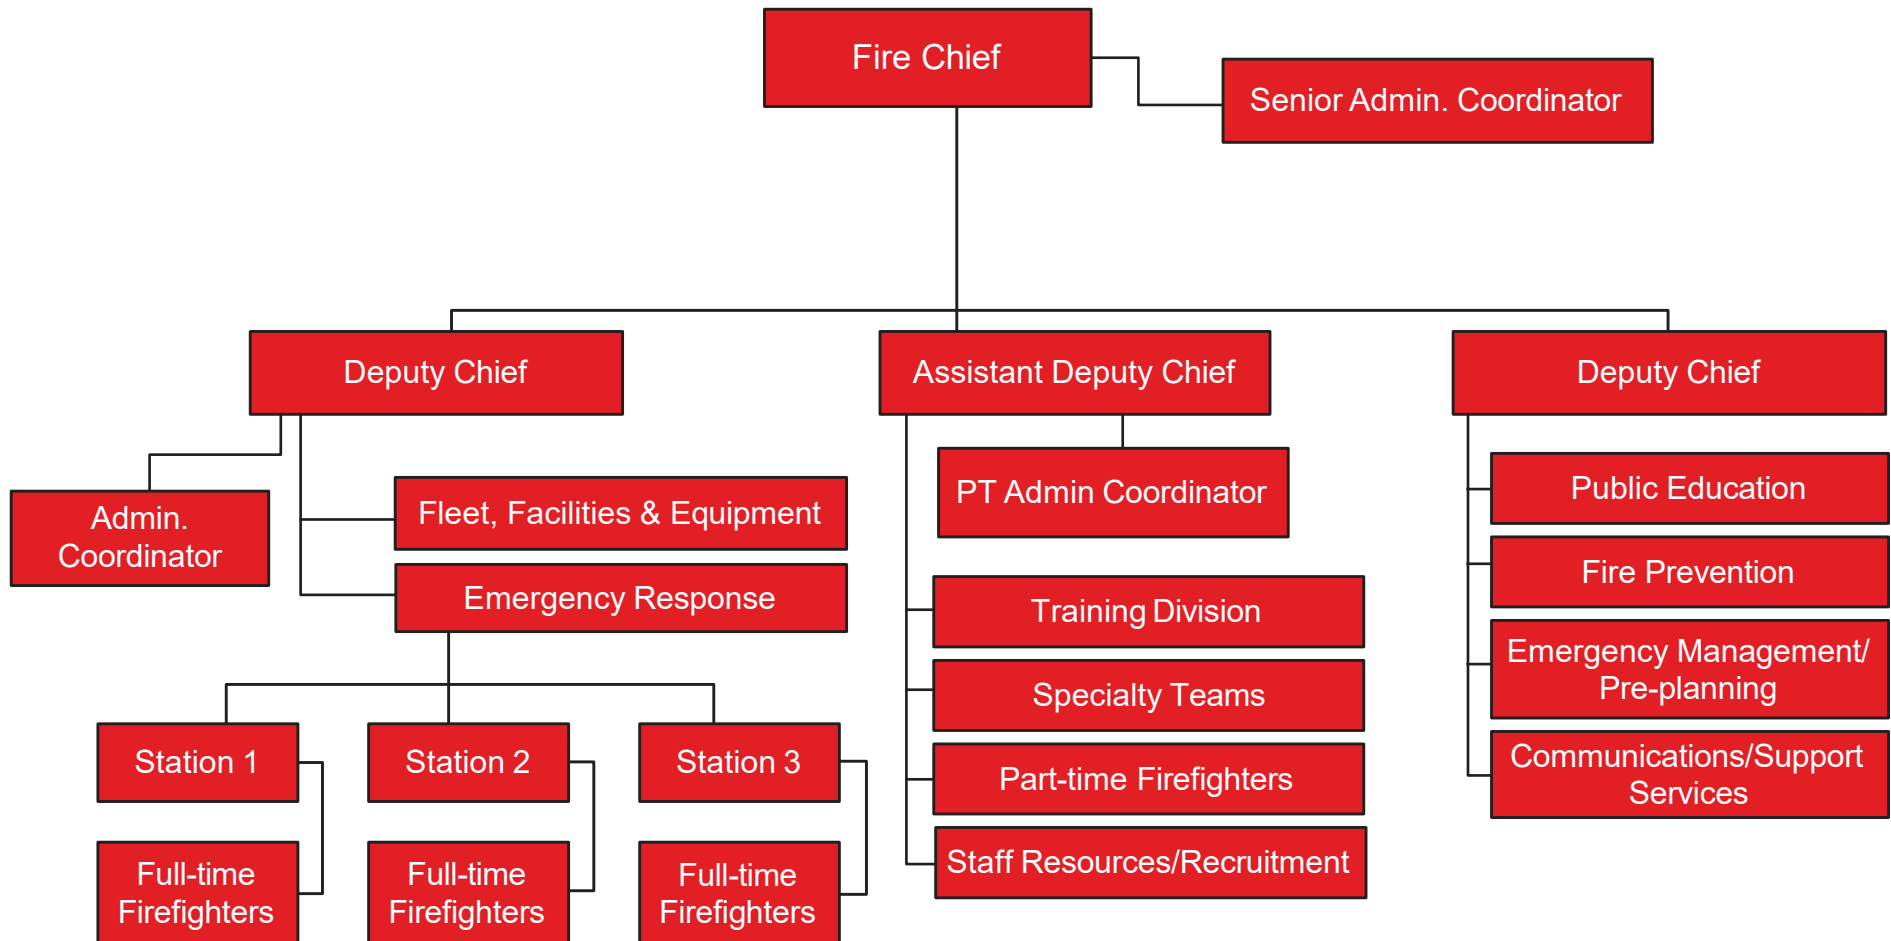 Fire Chief
Senior Admin. Coordinator
Deputy Chief
Assistant Deputy Chief
Deputy Chief
Admin.
Coordinator
Fleet, Facilities & Equipment
Emergency Response
Station 1
Station 2
Station 3
Full-time
Firefighters
Full-time
Firefighters
Full-time
Firefighters
PT Admin Coordinator
Training Division
Specialty Teams
Part-time Firefighters
Staff Resources/Recruitment
Public Education
Fire Prevention
Emergency Management/
Pre-planning
Communications/Support
Services